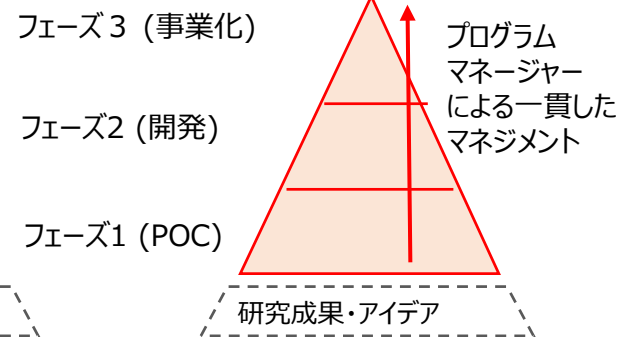 フェーズ３ (事業化)
プログラム
マネージャー
による一貫した
マネジメント
フェーズ2 (開発)
フェーズ1 (POC)
研究成果・アイデア